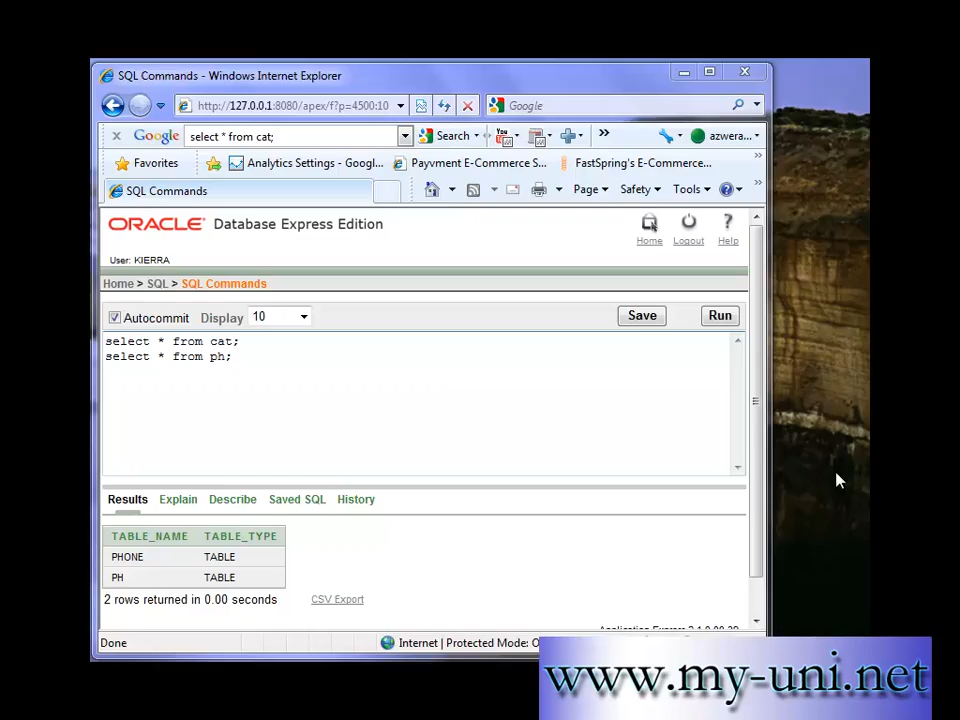 SQL Commands - Windows Internet Explorer
http://127.0.0.1:8080/apex/f?p=4500:10
Google
Google select * from cat; Search azwera...
Favorites Analytics Settings - Googl... Payvment E-Commerce S... FastSpring's E-Commerce...
SQL Commands Page Safety Tools
ORACLE Database Express Edition
Home Logout Help
User: KIERRA
Home > SQL > SQL Commands
Autocommit Display 10 Save Run
select * from cat;
select * from ph;
Results Explain Describe Saved SQL History
TABLE_NAME TABLE_TYPE
PHONE TABLE
PH TABLE
2 rows returned in 0.00 seconds CSV Export
Done Internet | Protected Mode: O
www.my-uni.net